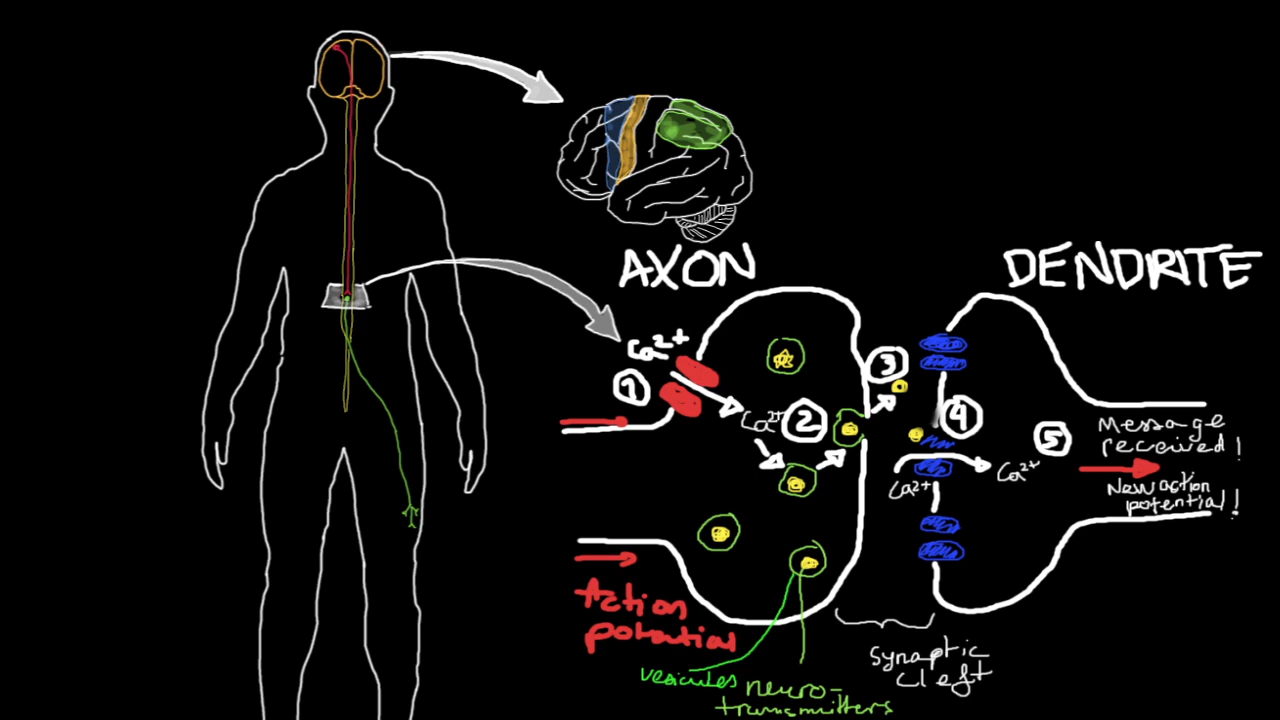 AXON
DENDRITE
Ca2+
1
Ca2+
2
3
4
5
Ca2+
Ca2+
Message
received!
New action
potential!
Action
potential
vesicules
neuro-
transmitters
synaptic
cleft